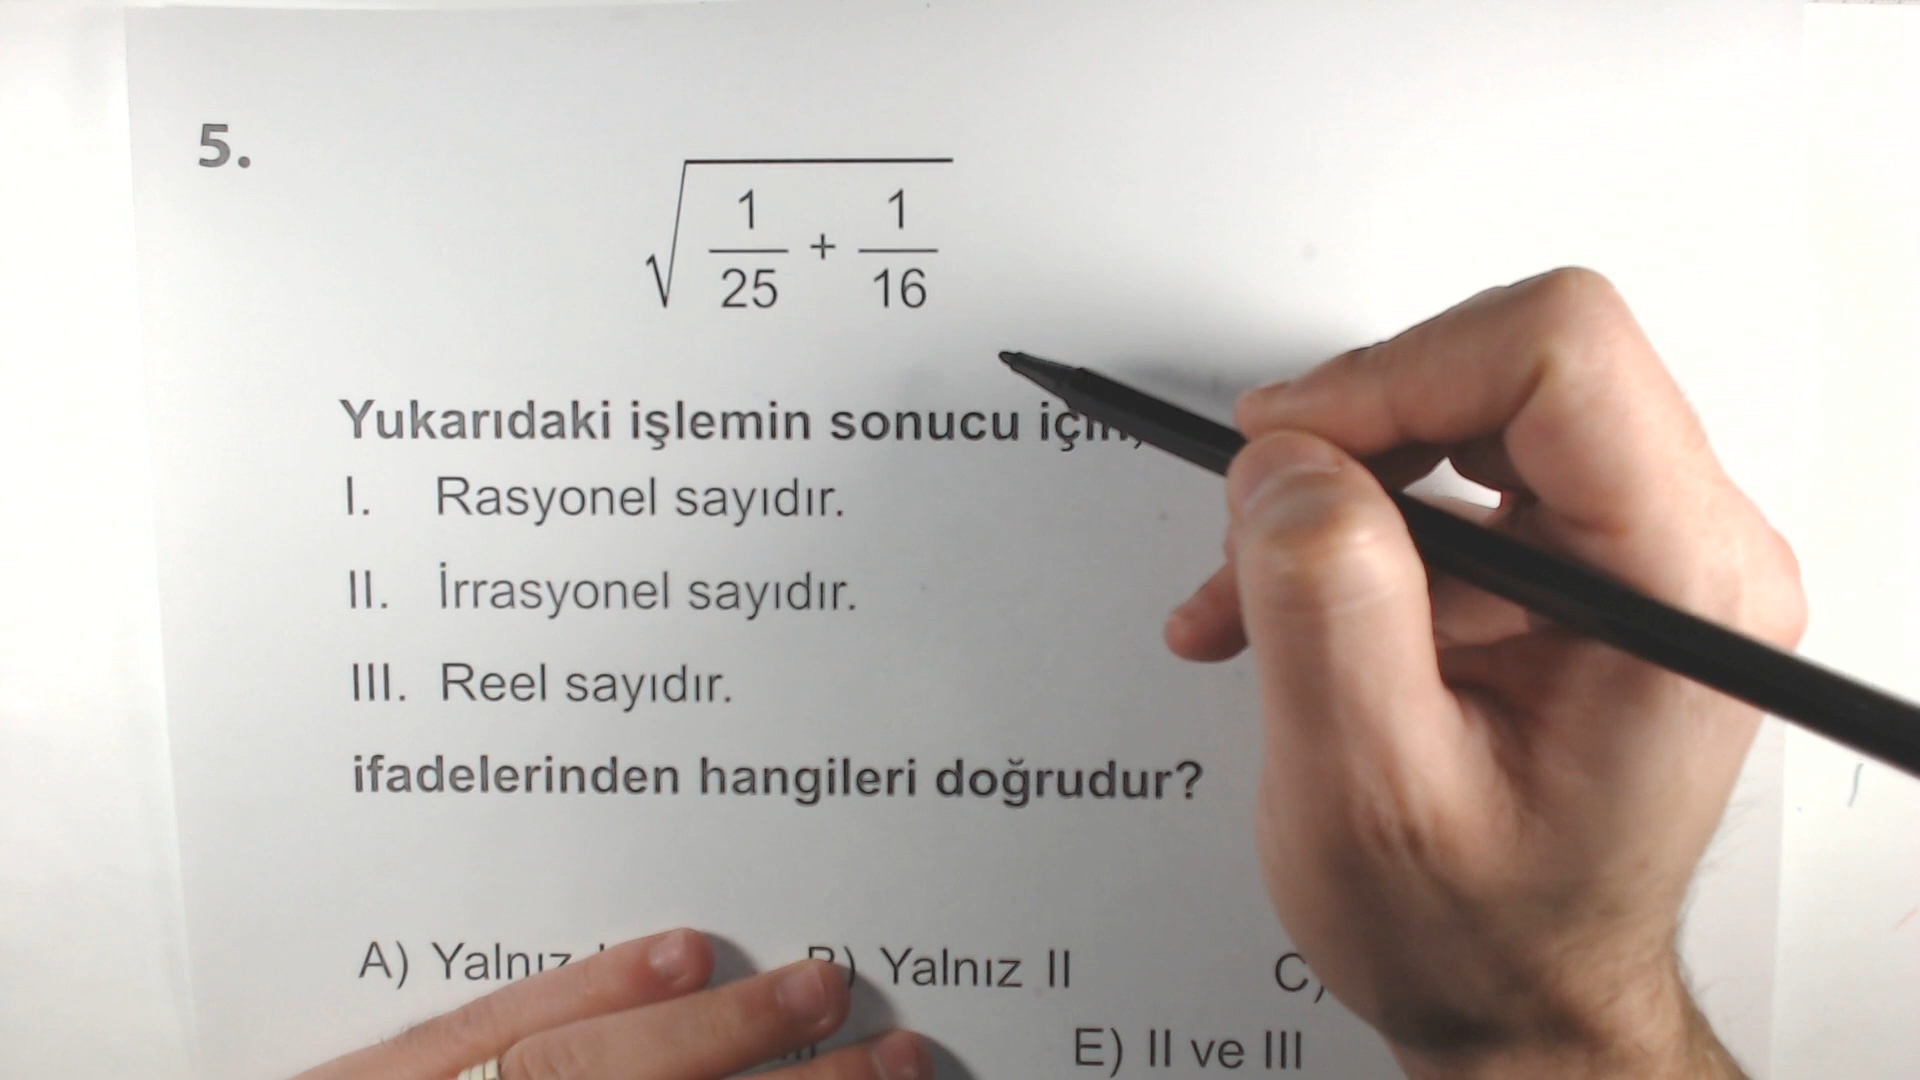 5.
√ 1/25 + 1/16
Yukarıdaki işlemin sonucu için,
I. Rasyonel sayıdır.
II. İrrasyonel sayıdır.
III. Reel sayıdır.
ifadelerinden hangileri doğrudur?
A) Yalnız B) Yalnız II C)
E) II ve III